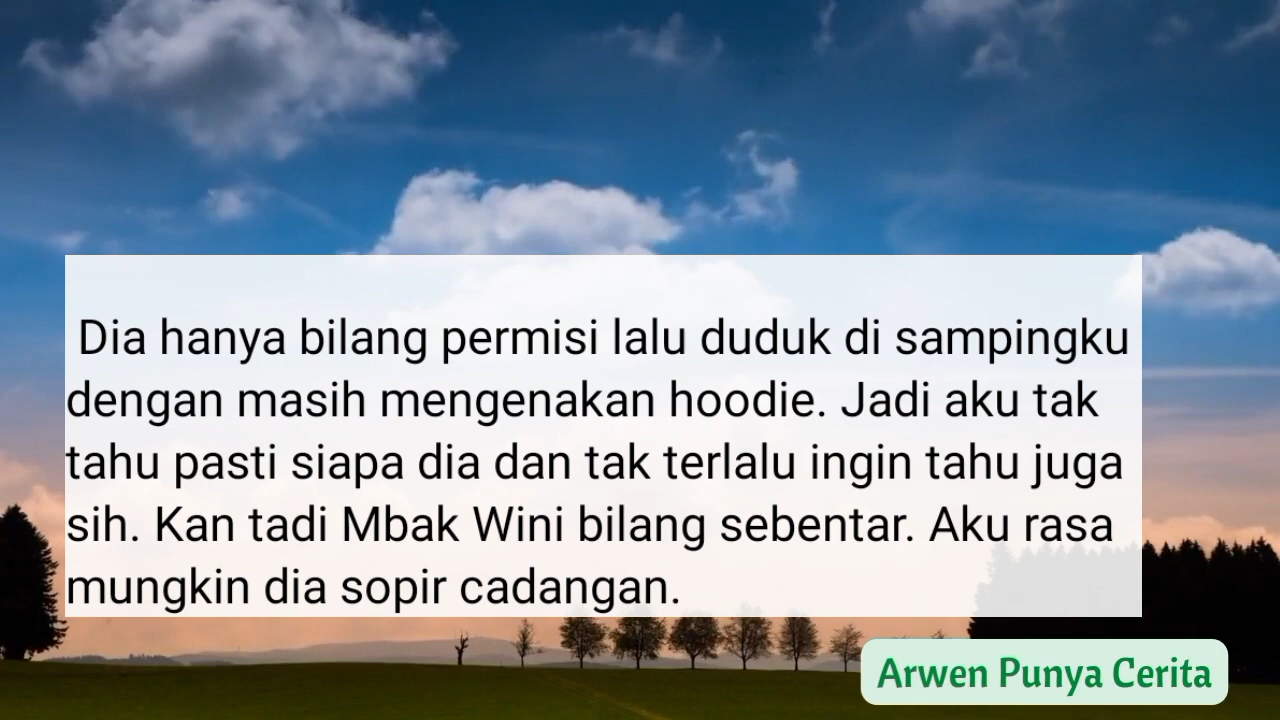 Dia hanya bilang permisi lalu duduk di sampingku
dengan masih mengenakan hoodie. Jadi aku tak
tahu pasti siapa dia dan tak terlalu ingin tahu juga
sih. Kan tadi Mbak Wini bilang sebentar. Aku rasa
mungkin dia sopir cadangan.
Arwen Punya Cerita